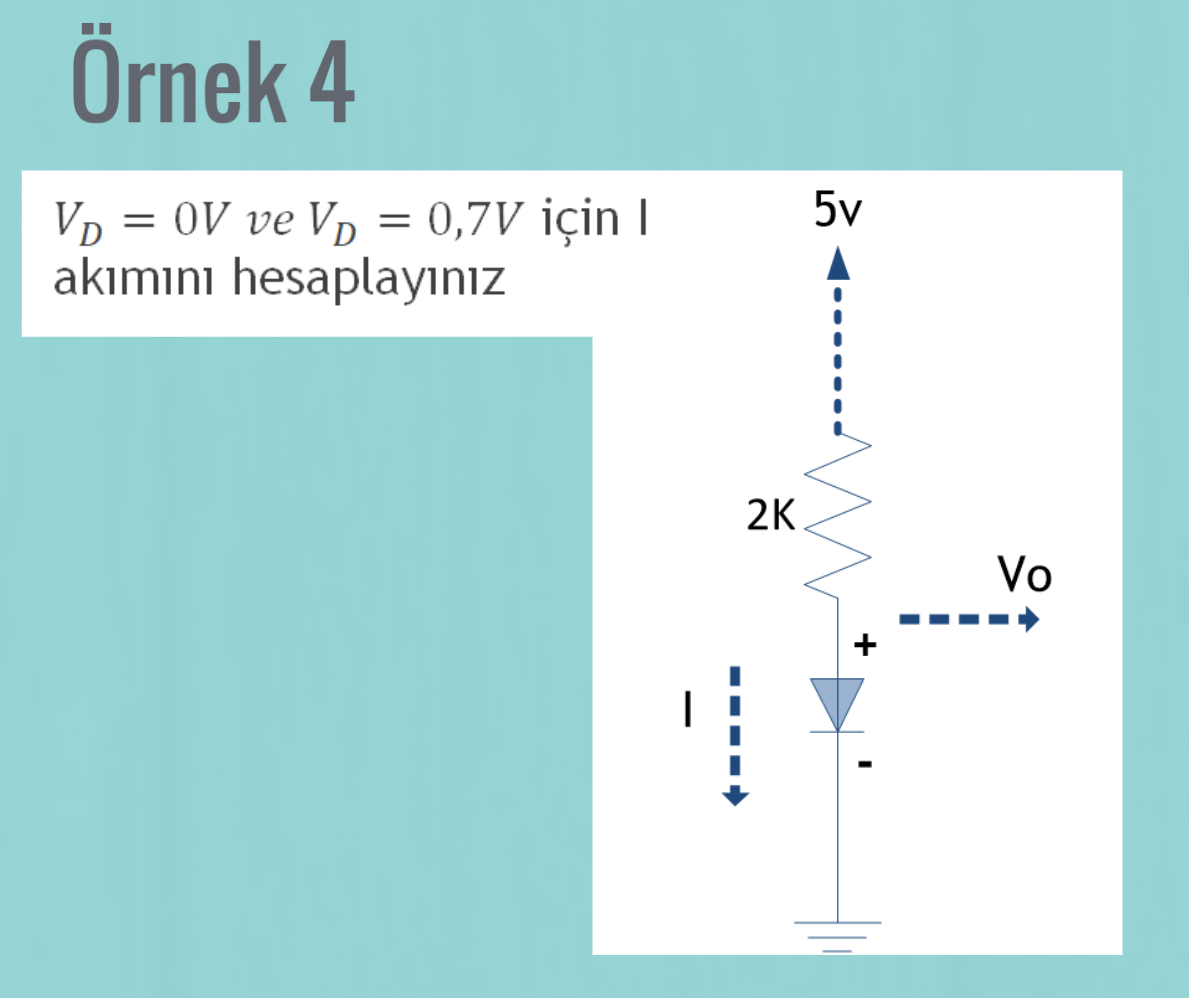 Örnek 4
V_D = 0V ve V_D = 0,7V için I
akımını hesaplayınız
5v
2K
Vo
+
I
-